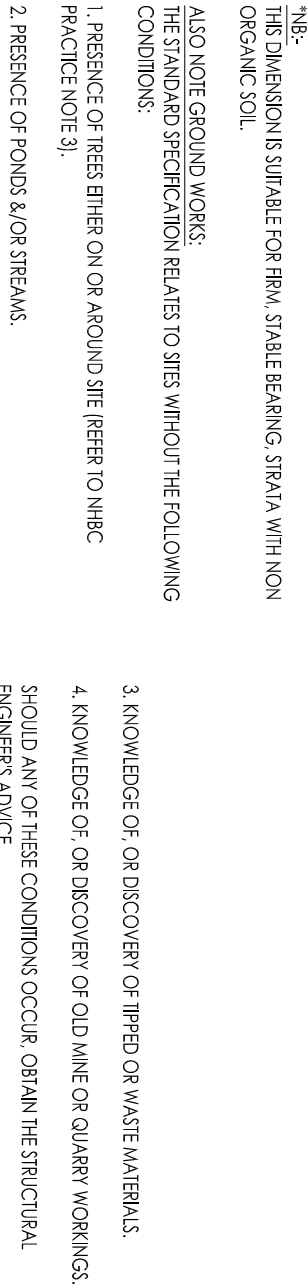 *NB:-
THIS DIMENSION IS SUITABLE FOR FIRM, STABLE BEARING, STRATA WITH NON
ORGANIC SOIL.
ALSO NOTE GROUND WORKS:
THE STANDARD SPECIFICATION RELATES TO SITES WITHOUT THE FOLLOWING
CONDITIONS:
1. PRESENCE OF TREES EITHER ON OR AROUND SITE (REFER TO NHBC
PRACTICE NOTE 3).
2. PRESENCE OF PONDS &/OR STREAMS.
3. KNOWLEDGE OF, OR DISCOVERY OF TIPPED OR WASTE MATERIALS.
4. KNOWLEDGE OF, OR DISCOVERY OF OLD MINE OR QUARRY WORKINGS.
SHOULD ANY OF THESE CONDITIONS OCCUR, OBTAIN THE STRUCTURAL
ENGINEER'S ADVICE